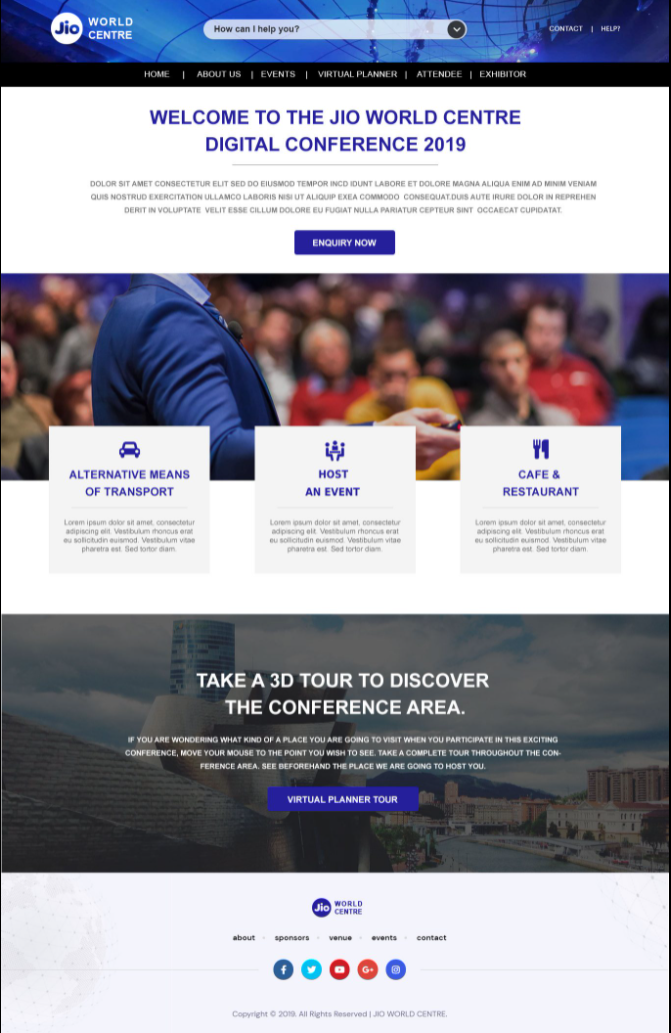 Jio WORLD
CENTRE
How can I help you?
CONTACT | HELP?
HOME | ABOUT US | EVENTS | VIRTUAL PLANNER | ATTENDEE | EXHIBITOR
WELCOME TO THE JIO WORLD CENTRE
DIGITAL CONFERENCE 2019
DOLOR SIT AMET CONSECTETUR ELIT SED DO EIUSMOD TEMPOR INCD IDUNT LABORE ET DOLORE MAGNA ALIQUA ENIM AD MINIM VENIAM
QUIS NOSTRUD EXERCITATION ULLAMCO LABORIS NISI UT ALIQUIP EXEA COMMODO CONSEQUAT.DUIS AUTE IRURE DOLOR IN REPREHEN
DERIT IN VOLUPTATE VELIT ESSE CILLUM DOLORE EU FUGIAT NULLA PARIATUR CEPTEUR SINT OCCAECAT CUPIDATAT.
ENQUIRY NOW
ALTERNATIVE MEANS
OF TRANSPORT
Lorem ipsum dolor sit amet, consectetur
adipiscing elit. Vestibulum rhoncus erat
eu sollicitudin euismod. Vestibulum vitae
pharetra est. Sed tortor diam.
HOST
AN EVENT
Lorem ipsum dolor sit amet, consectetur
adipiscing elit. Vestibulum rhoncus erat
eu sollicitudin euismod. Vestibulum vitae
pharetra est. Sed tortor diam.
CAFE &
RESTAURANT
Lorem ipsum dolor sit amet, consectetur
adipiscing elit. Vestibulum rhoncus erat
eu sollicitudin euismod. Vestibulum vitae
pharetra est. Sed tortor diam.
TAKE A 3D TOUR TO DISCOVER
THE CONFERENCE AREA.
IF YOU ARE WONDERING WHAT KIND OF A PLACE YOU ARE GOING TO VISIT WHEN YOU PARTICIPATE IN THIS EXCITING
CONFERENCE, MOVE YOUR MOUSE TO THE POINT YOU WISH TO SEE. TAKE A COMPLETE TOUR THROUGHOUT THE CON-
FERENCE AREA. SEE BEFOREHAND THE PLACE WE ARE GOING TO HOST YOU.
VIRTUAL PLANNER TOUR
Jio WORLD
CENTRE
about • sponsors • venue • events • contact
Copyright © 2019. All Rights Reserved | JIO WORLD CENTRE.